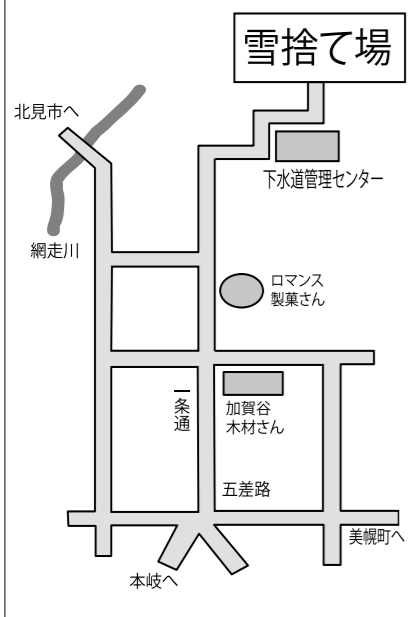 雪捨て場
北見市へ
下水道管理センター
網走川
ロマンス
製菓さん
一条通
加賀谷
木材さん
五差路
美幌町へ
本岐へ